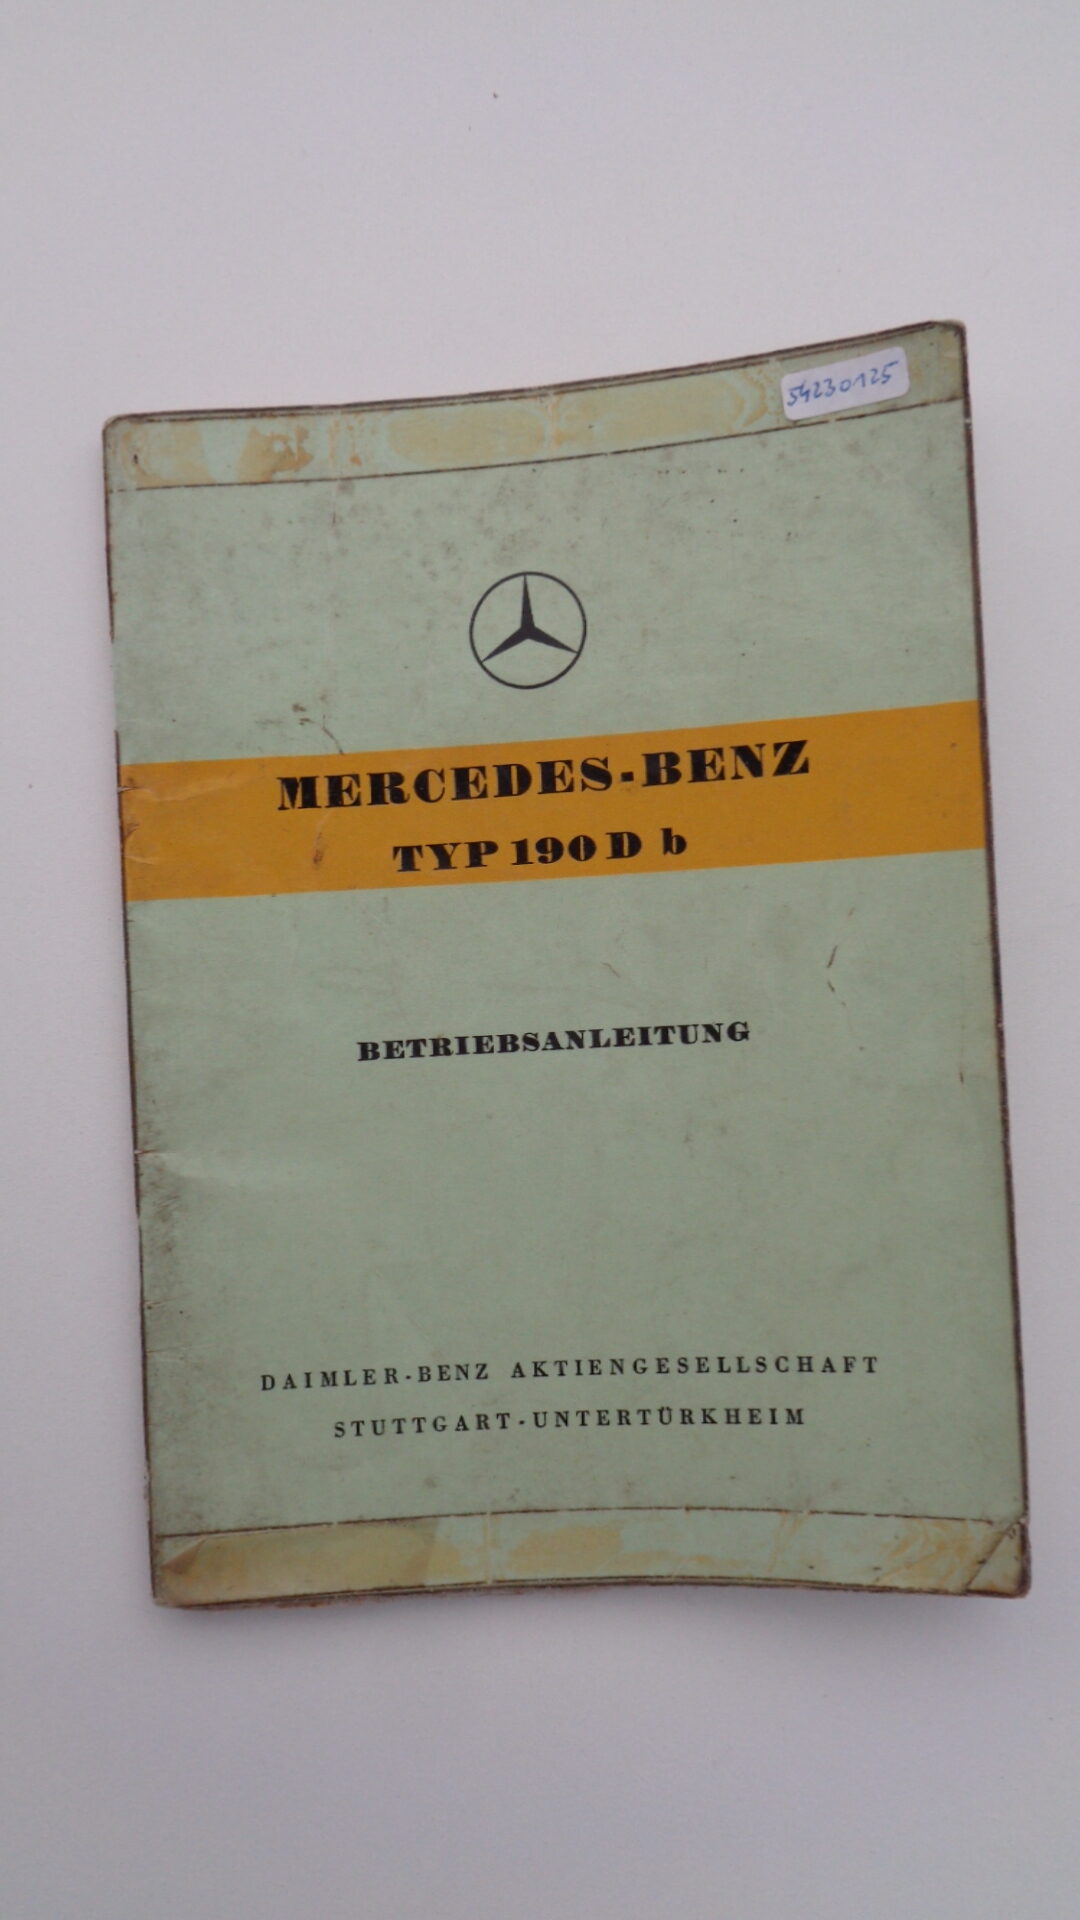 54230125
MERCEDES-BENZ
TYP 190 D b
BETRIEBSANLEITUNG
DAIMLER-BENZ AKTIENGESELLSCHAFT
STUTTGART-UNTERTÜRKHEIM